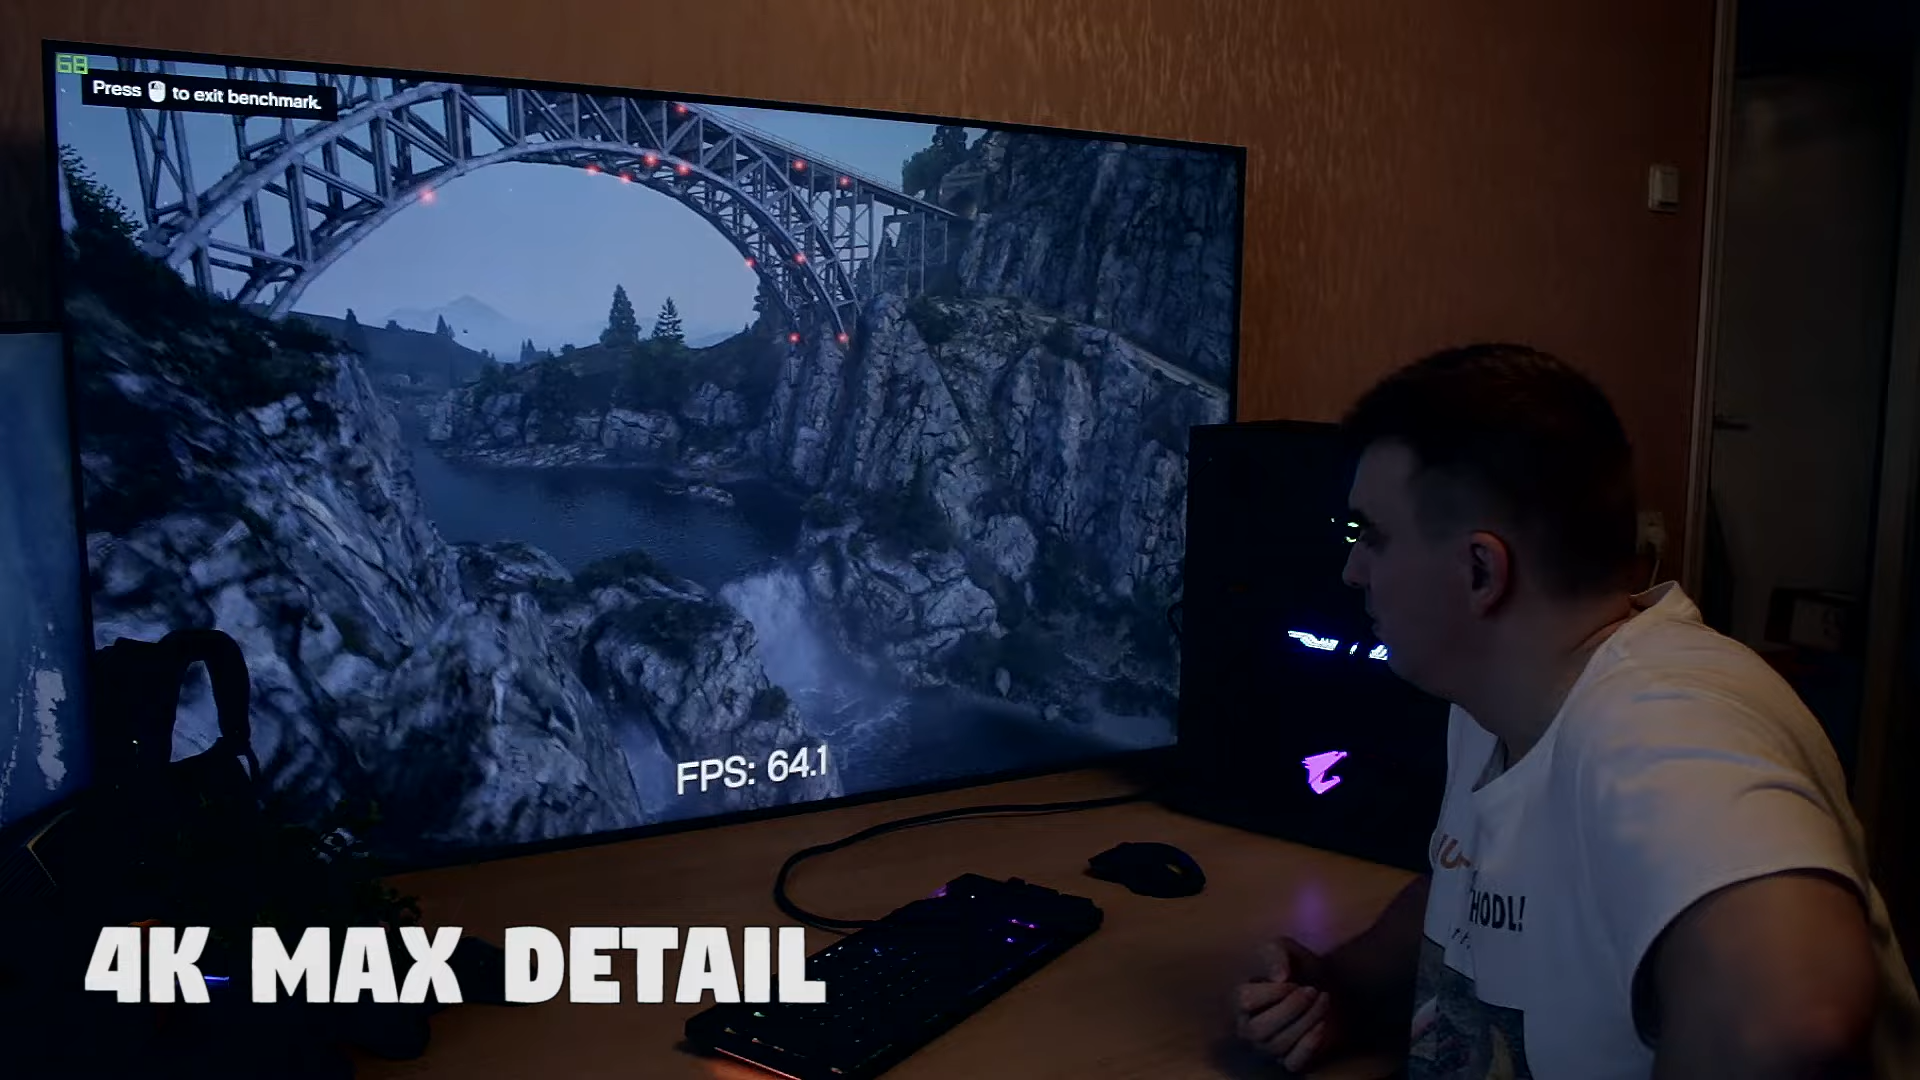 68
Press to exit benchmark.
FPS: 64.1
HODL!
4K MAX DETAIL